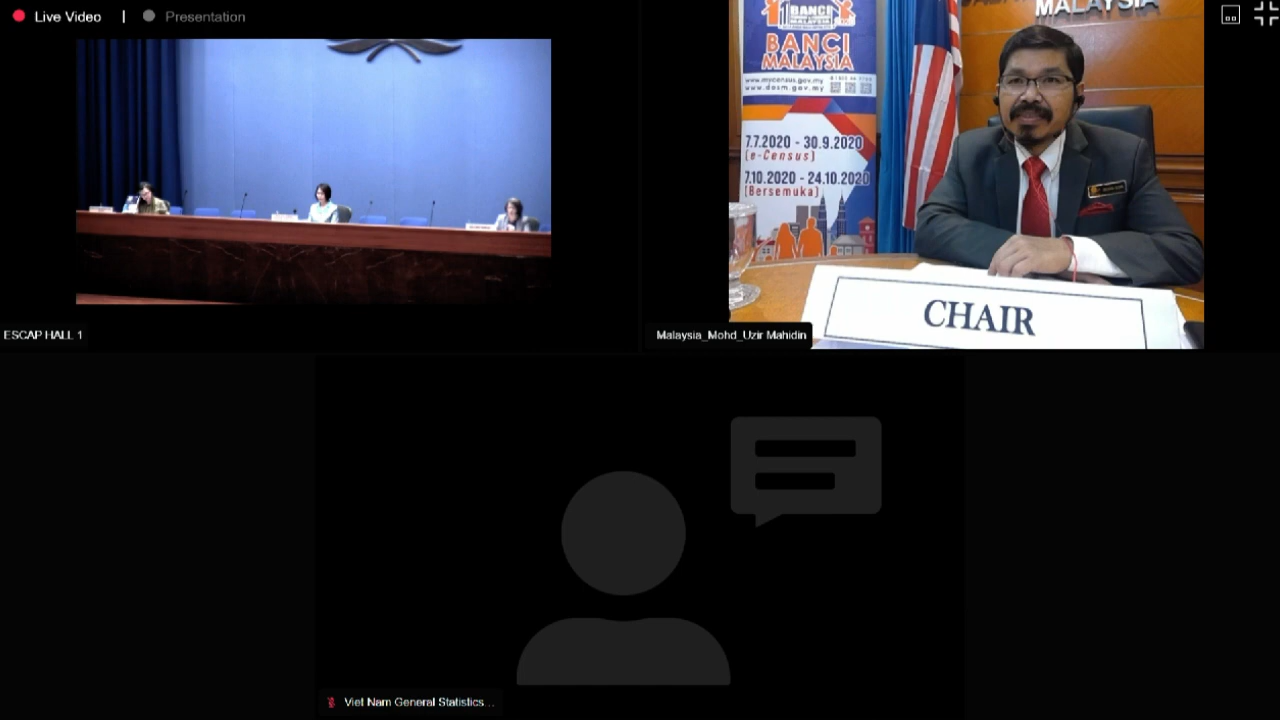 Live Video | Presentation
BANCI
MALAYSIA
BANCI
MALAYSIA
www.mycensus.gov.my
www.dosm.gov.my
7.7.2020 - 30.9.2020
(e-Census)
7.10.2020 - 24.10.2020
(Bersemuka)
MALAYSIA
CHAIR
ESCAP HALL 1
Malaysia_Mohd_Uzir Mahidin
Viet Nam General Statistics...